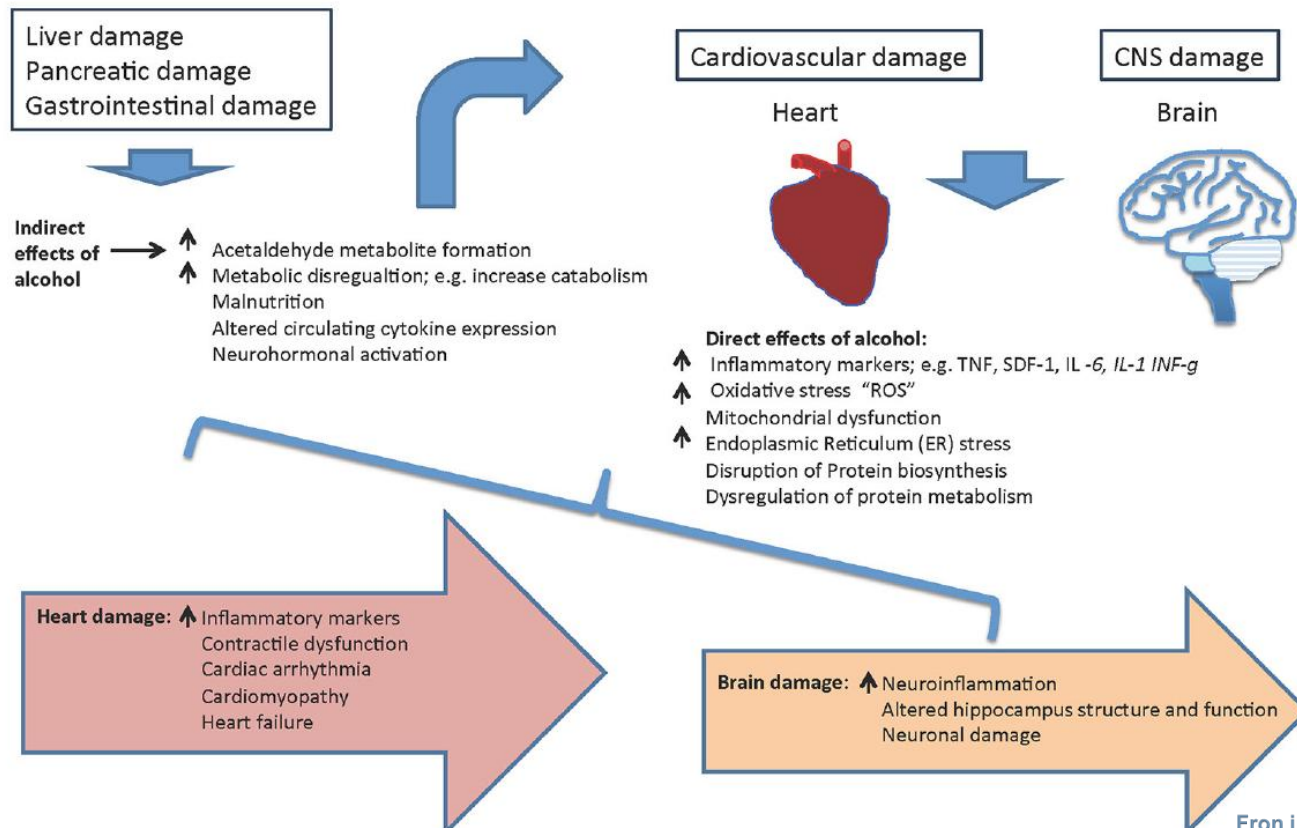 Liver damage
Pancreatic damage
Gastrointestinal damage
Cardiovascular damage
CNS damage
Heart
Brain
Indirect
effects of
alcohol
Acetaldehyde metabolite formation
Metabolic disregualtion; e.g. increase catabolism
Malnutrition
Altered circulating cytokine expression
Neurohormonal activation
Direct effects of alcohol:
Inflammatory markers; e.g. TNF, SDF-1, IL -6, IL-1 INF-g
Oxidative stress “ROS”
Mitochondrial dysfunction
Endoplasmic Reticulum (ER) stress
Disruption of Protein biosynthesis
Dysregulation of protein metabolism
Heart damage: Inflammatory markers
Contractile dysfunction
Cardiac arrhythmia
Cardiomyopathy
Heart failure
Brain damage: Neuroinflammation
Altered hippocampus structure and function
Neuronal damage